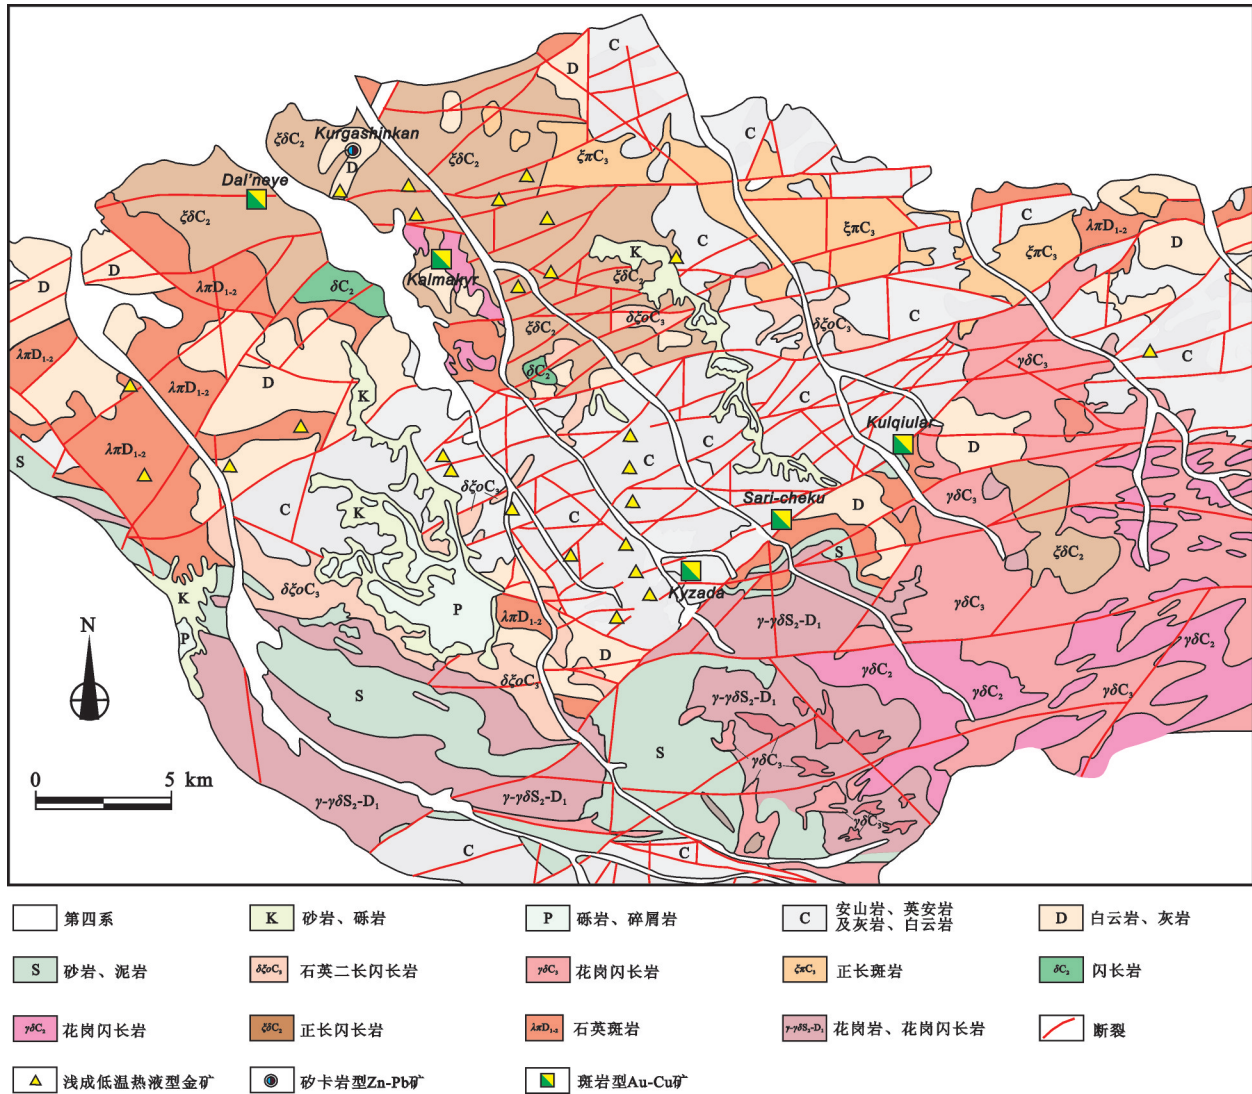 C
D
C
Kurgashinkan
ξδC₂
D
ξδC₂
ξπC₃
Dal'neye
ξδC₂
C
ξπC₃
C
λπD₁₋₂
D
ξπC₃
K
C
Kalmakyr
ξδC₂
D
D
λπD₁₋₂
δC₂
δξoC₃
ξδC₂
δξoC₃
C
λπD₁₋₂
C
γδC₃
D
λπD₁₋₂
δC₂
K
C
Kulqiular
λπD₁₋₂
C
C
D
S
δξoC₃
γδC₃
Sari-cheku
D
C
K
C
S
ξδC₂
δξoC₃
Kyzada
γδC₃
K
P
P
λπD₁₋₂
γ-γδS₂-D₁
N
D
γδC₂
γδC₂
δξoC₃
γδC₂
γδC₃
S
γ-γδS₂-D₁
S
γδC₃
0 5 km
γ-γδS₂-D₁
γ-γδS₂-D₁
γδC₃
C
C
第四系
K 砂岩、砾岩
P 砾岩、碎屑岩
C 安山岩、英安岩
及灰岩、白云岩
D 白云岩、灰岩
S 砂岩、泥岩
δξoC₃ 石英二长闪长岩
γδC₃ 花岗闪长岩
ξπC₃ 正长斑岩
δC₂ 闪长岩
γδC₂ 花岗闪长岩
ξδC₂ 正长闪长岩
λπD₁₋₂ 石英斑岩
γ-γδS₂-D₁ 花岗岩、花岗闪长岩
断裂
浅成低温热液型金矿
矽卡岩型Zn-Pb矿
斑岩型Au-Cu矿